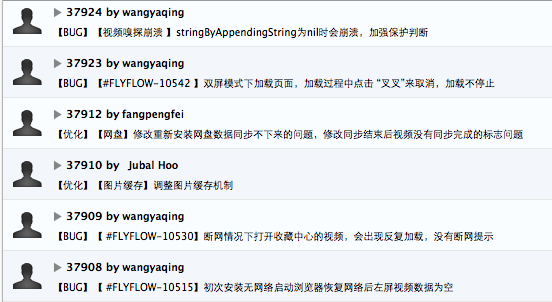 37924 by wangyaqing
【BUG】【视频嗅探崩溃 】stringByAppendingString为nil时会崩溃，加强保护判断
37923 by wangyaqing
【BUG】【#FLYFLOW-10542 】双屏模式下加载页面，加载过程中点击 “叉叉”来取消，加载不停止
37912 by fangpengfei
【优化】【网盘】修改重新安装网盘数据同步不下来的问题，修改同步结束后视频没有同步完成的标志问题
37910 by Jubal Hoo
【优化】【图片缓存】调整图片缓存机制
37909 by wangyaqing
【BUG】【 #FLYFLOW-10530】断网情况下打开收藏中心的视频，会出现反复加载，没有断网提示
37908 by wangyaqing
【BUG】【 #FLYFLOW-10515】初次安装无网络启动浏览器恢复网络后左屏视频数据为空